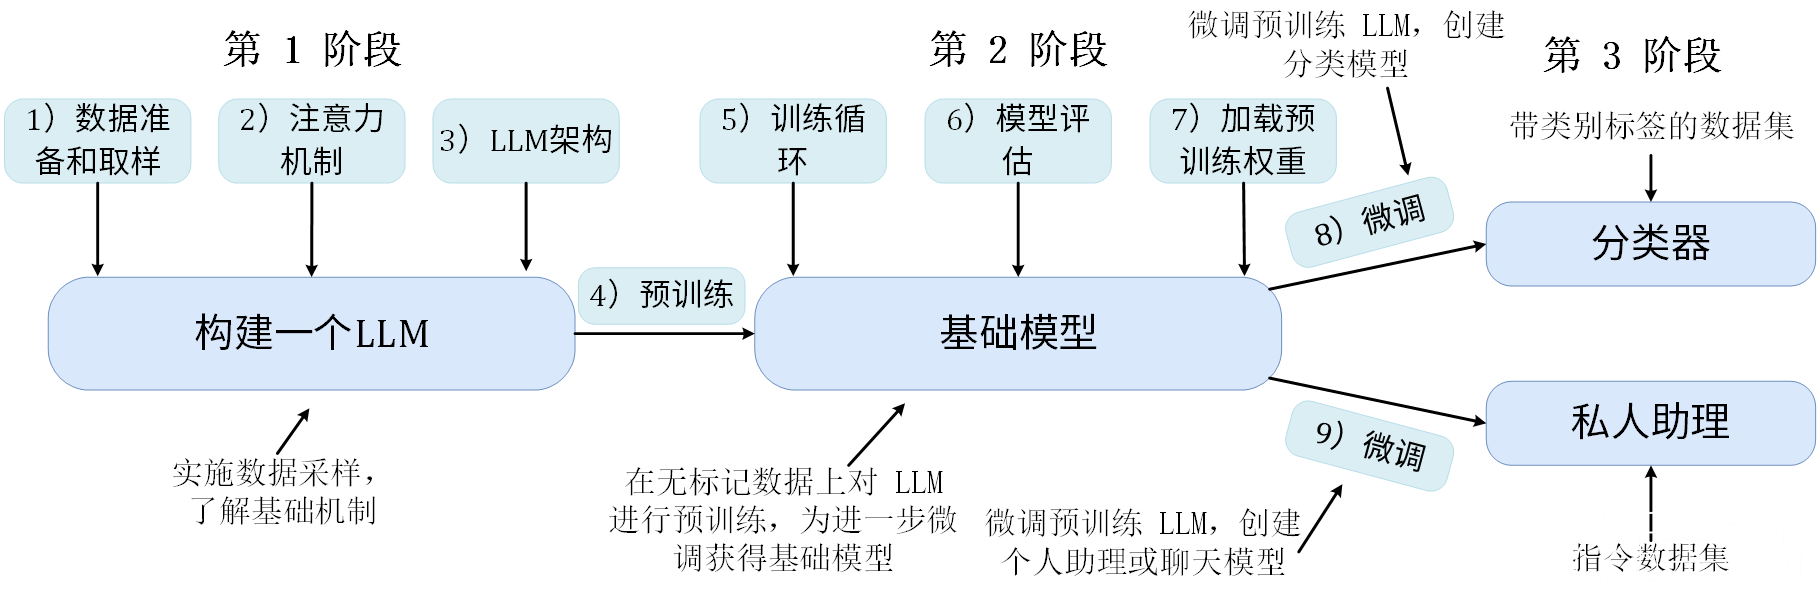 第 1 阶段
1）数据准
备和取样
2）注意力
机制
3）LLM架构
构建一个LLM
实施数据采样，
了解基础机制
4）预训练
第 2 阶段
5）训练循
环
6）模型评
估
7）加载预
训练权重
基础模型
在无标记数据上对 LLM
进行预训练，为进一步微
调获得基础模型
微调预训练 LLM，创建
分类模型
8）微调
9）微调
微调预训练 LLM，创建
个人助理或聊天模型
第 3 阶段
带类别标签的数据集
分类器
私人助理
指令数据集